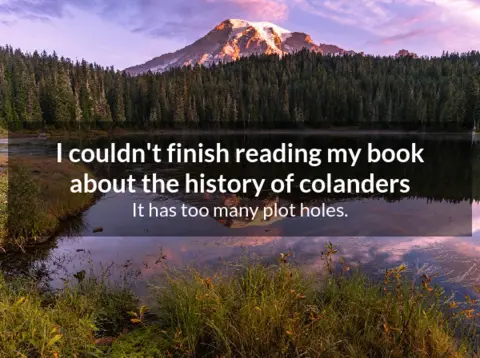 I couldn't finish reading my book
about the history of colanders
It has too many plot holes.